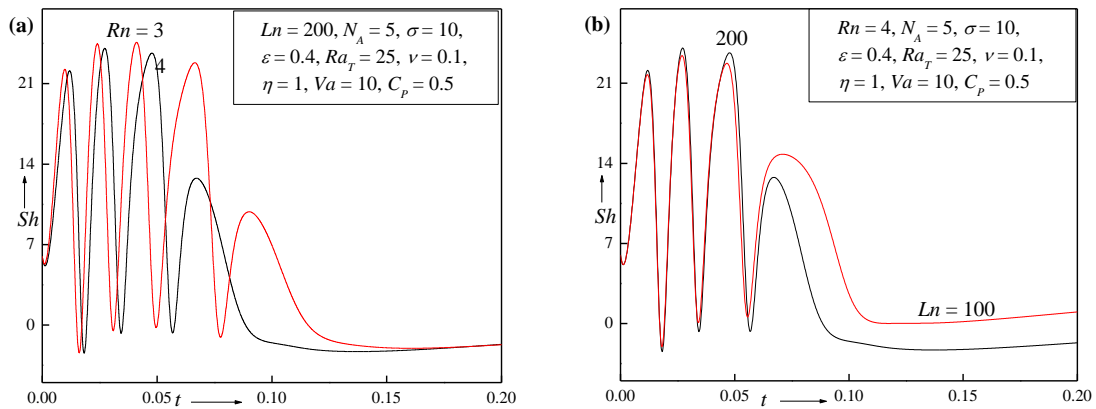 (a)
Rn = 3
4
Ln = 200, N_A = 5, σ = 10,
ε = 0.4, Ra_T = 25, ν = 0.1,
η = 1, Va = 10, C_P = 0.5
21
14
Sh
7
0
0.00 0.05 0.10 0.15 0.20
t
(b)
200
Rn = 4, N_A = 5, σ = 10,
ε = 0.4, Ra_T = 25, ν = 0.1,
η = 1, Va = 10, C_P = 0.5
21
14
Sh
7
0
Ln = 100
0.00 0.05 0.10 0.15 0.20
t